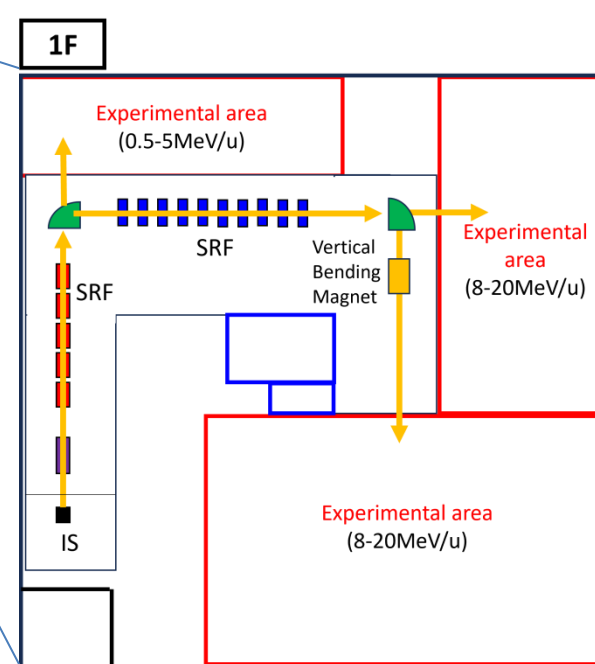 1F
Experimental area
(0.5-5MeV/u)
SRF
Vertical
Bending
Magnet
Experimental
area
(8-20MeV/u)
SRF
IS
Experimental area
(8-20MeV/u)